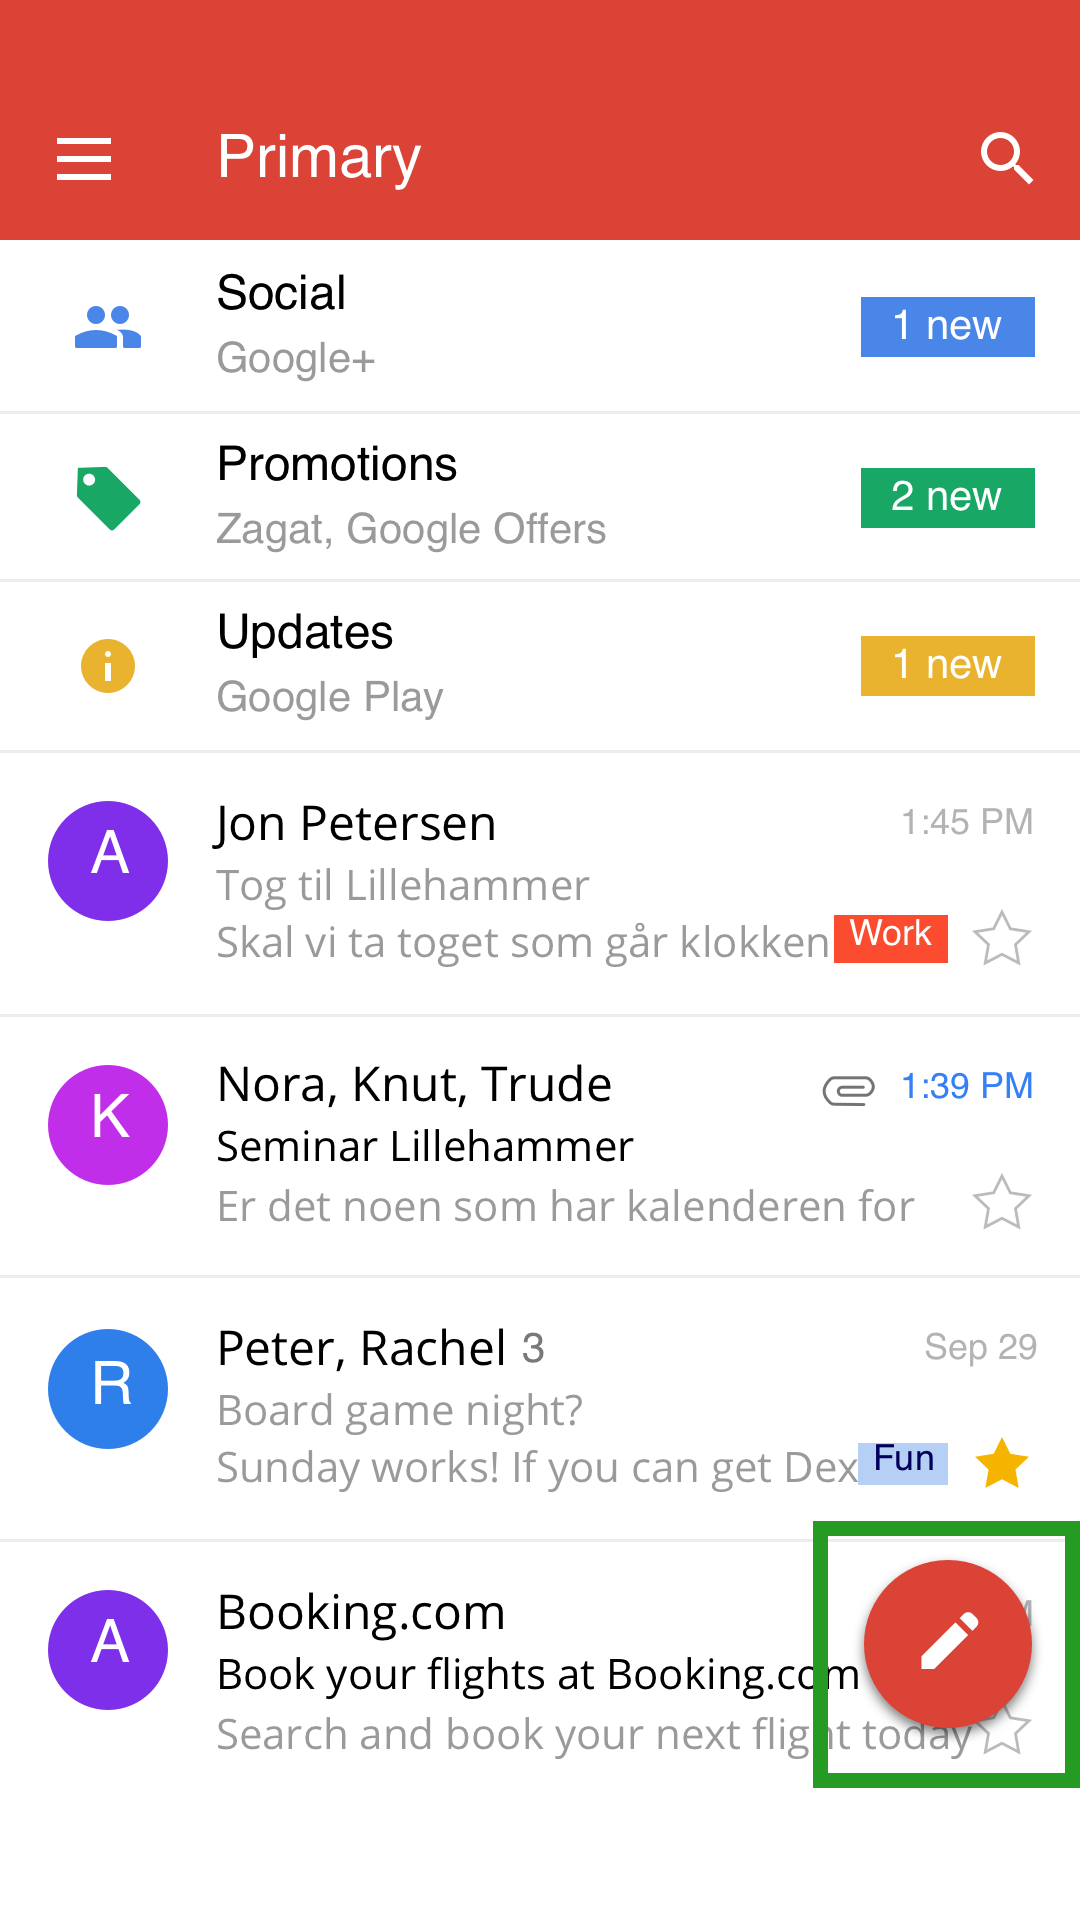 Primary
Social
Google+
1 new
Promotions
Zagat, Google Offers
2 new
Updates
Google Play
1 new
A
Jon Petersen
1:45 PM
Tog til Lillehammer
Skal vi ta toget som går klokken
Work
K
Nora, Knut, Trude
1:39 PM
Seminar Lillehammer
Er det noen som har kalenderen for
R
Peter, Rachel 3
Sep 29
Board game night?
Sunday works! If you can get Dex
Fun
A
Booking.com
Book your flights at Booking.com
Search and book your next flight today